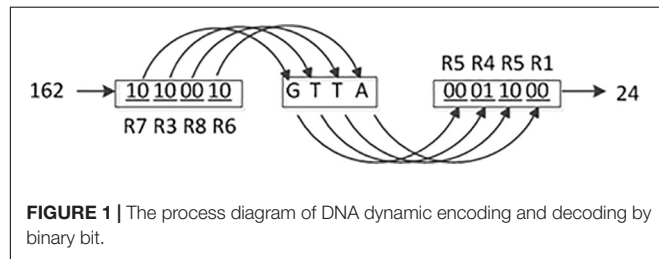 R5 R4 R5 R1
162 10 10 00 10 G T T A 00 01 10 00 24
R7 R3 R8 R6
FIGURE 1 | The process diagram of DNA dynamic encoding and decoding by
binary bit.